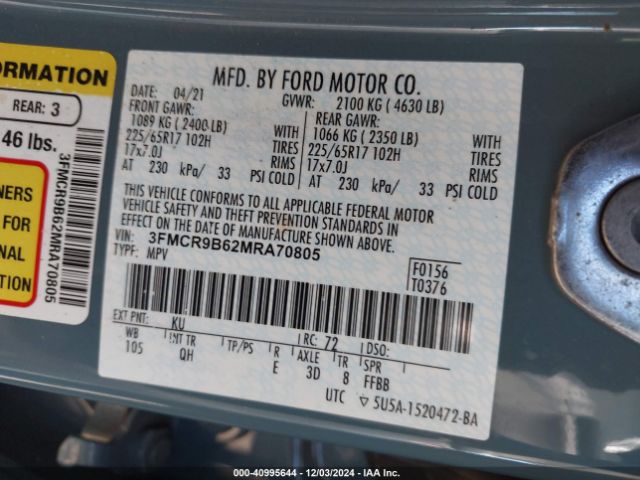 ORMATION
REAR: 3
46 lbs.
NERS
FOR
NAL
TION
3FMCR9B62MRA70805
MFD. BY FORD MOTOR CO.
DATE: 04/21 GVWR: 2100 KG ( 4630 LB)
FRONT GAWR: REAR GAWR:
1089 KG ( 2400 LB) WITH 1066 KG ( 2350 LB) WITH
225/65R17 102H TIRES 225/65R17 102H TIRES
17x7.0J RIMS 17x7.0J RIMS
AT 230 kPa/ 33 PSI COLD AT 230 kPa/ 33 PSI COLD
THIS VEHICLE CONFORMS TO ALL APPLICABLE FEDERAL MOTOR
VEHICLE SAFETY AND THEFT PREVENTION STANDARDS IN
EFFECT ON THE DATE OF MANUFACTURE SHOWN ABOVE.
VIN: 3FMCR9B62MRA70805
TYPE: MPV
F0156
T0376
EXT PNT: KU RC: 72 DSO:
WB INT TR TP/PS R AXLE TR SPR
105 QH E 3D 8 FFBB
UTC ▽ 5U5A-1520472-BA
000-40995644 - 12/03/2024 - IAA Inc.